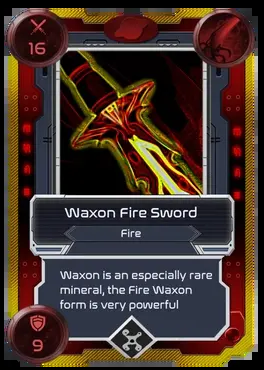 16
Waxon Fire Sword
Fire
Waxon is an especially rare
mineral, the Fire Waxon
form is very powerful
9